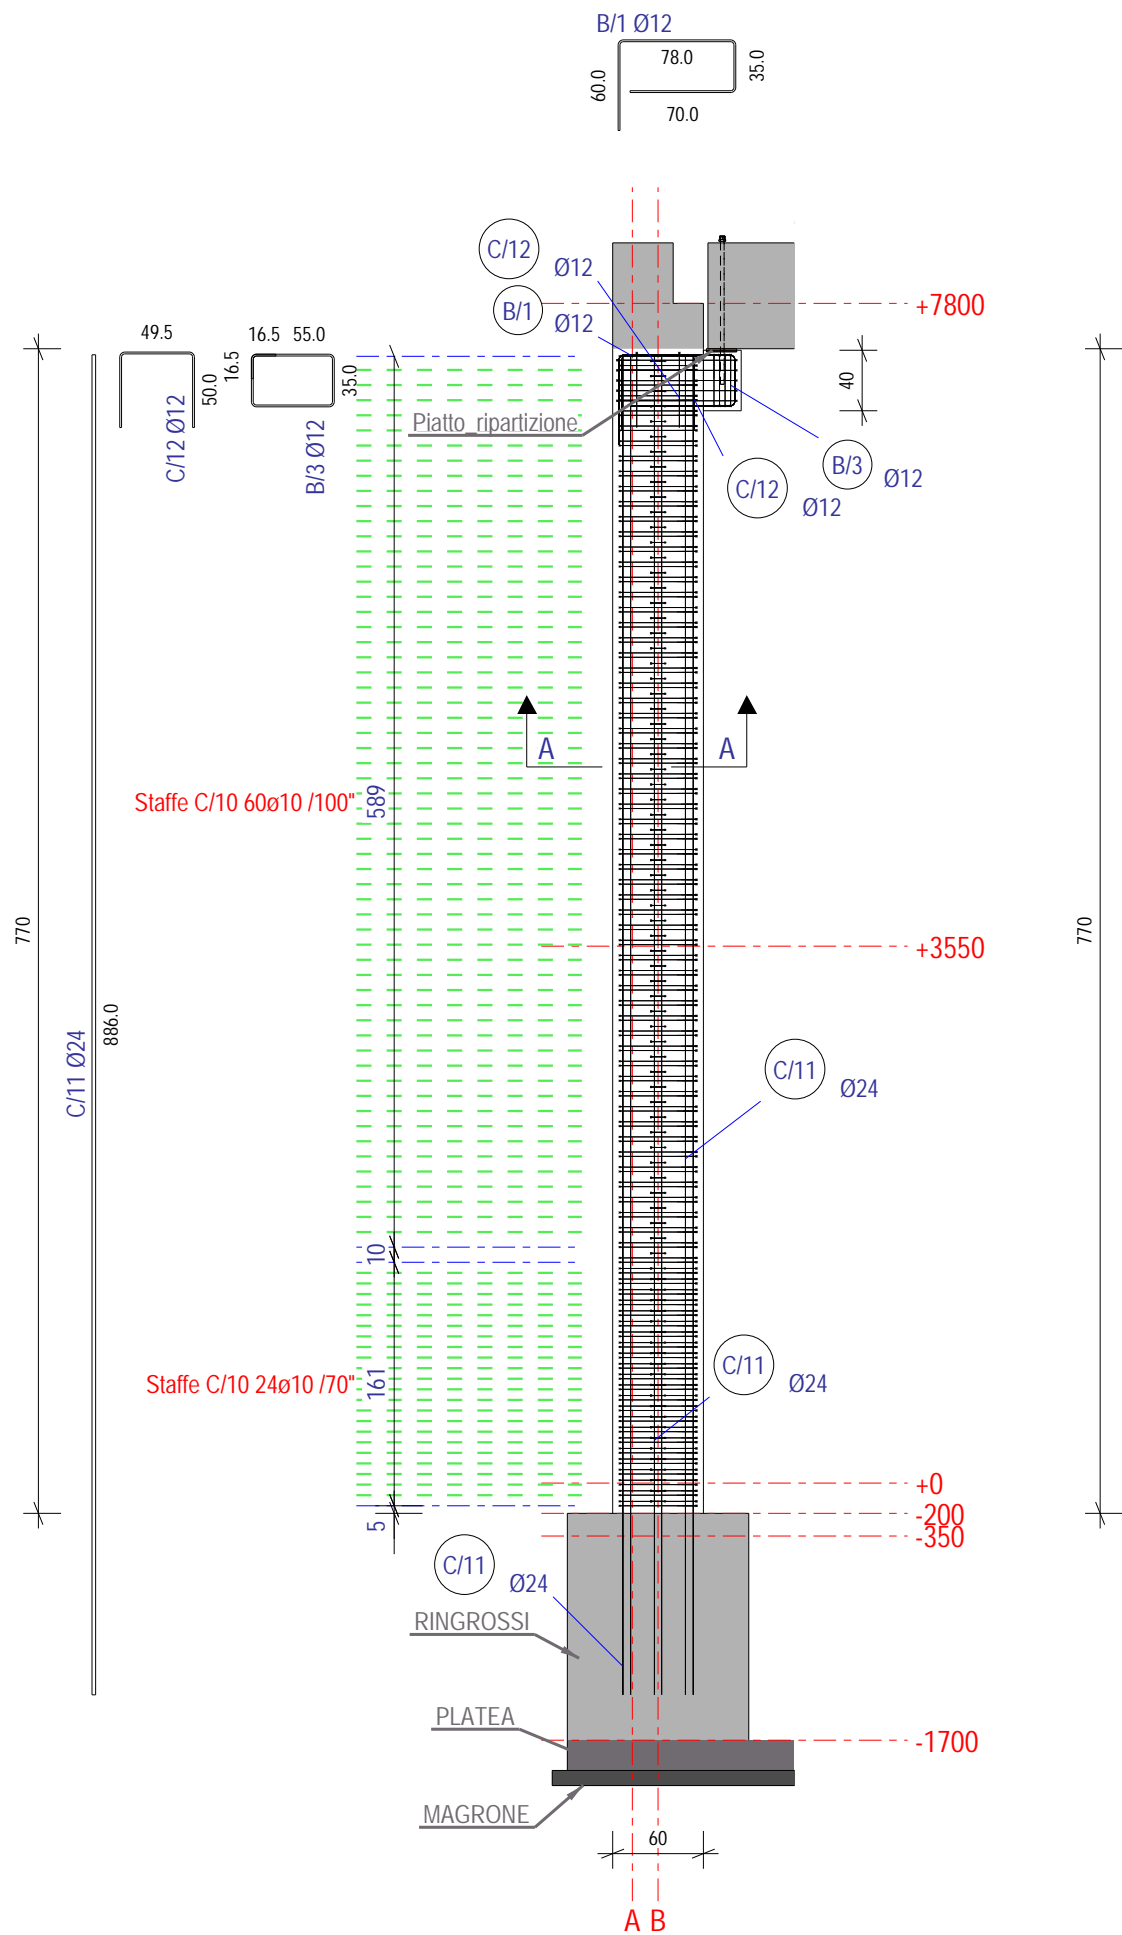 B/1 Ø12
78.0
35.0
60.0
70.0
C/12
Ø12
B/1
Ø12
+7800
49.5
50.0
C/12 Ø12
16.5
55.0
16.5
35.0
B/3 Ø12
40
Piatto_ripartizione
B/3
Ø12
C/12
Ø12
A
A
Staffe C/10 60ø10 /100"
589
770
770
+3550
886.0
C/11 Ø24
C/11
Ø24
10
C/11
Ø24
Staffe C/10 24ø10 /70"
161
+0
-200
-350
5
C/11
Ø24
RINGROSSI
PLATEA
-1700
MAGRONE
60
A B